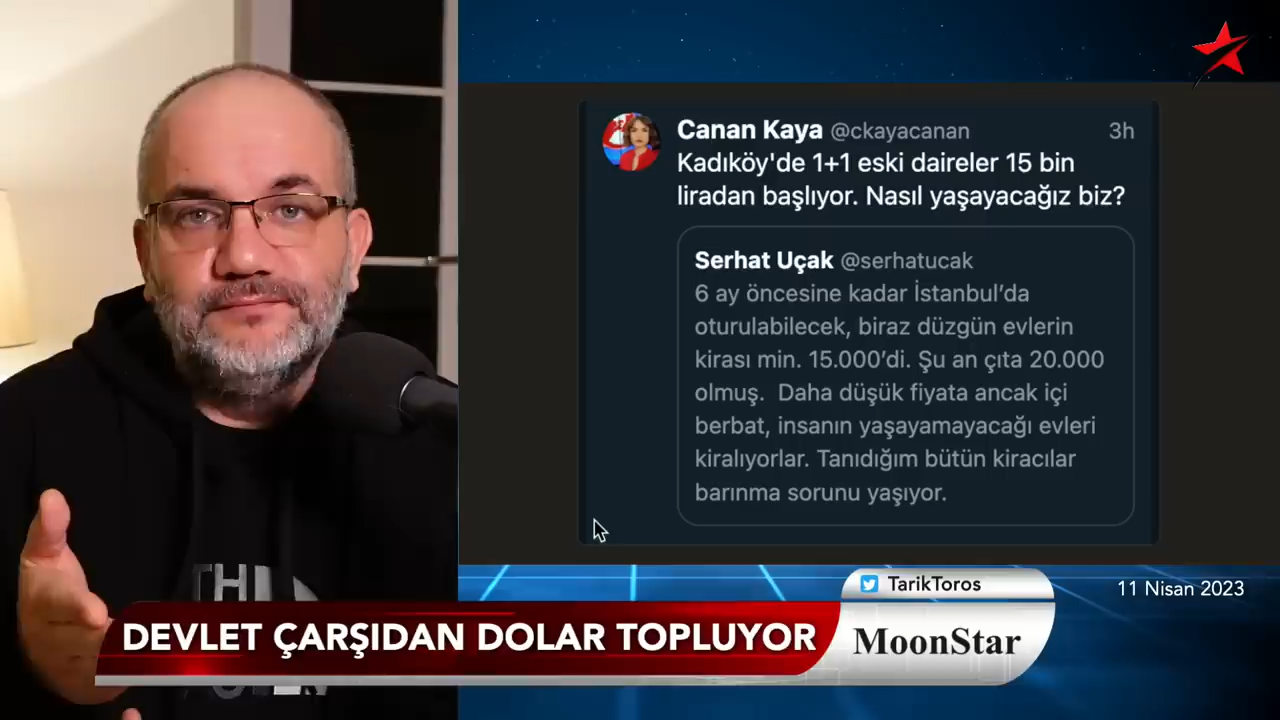 Canan Kaya @ckayacanan 3h
Kadıköy'de 1+1 eski daireler 15 bin
liradan başlıyor. Nasıl yaşayacağız biz?
Serhat Uçak @serhatucak
6 ay öncesine kadar İstanbul’da
oturulabilecek, biraz düzgün evlerin
kirası min. 15.000’di. Şu an çıta 20.000
olmuş. Daha düşük fiyata ancak içi
berbat, insanın yaşayamayacağı evleri
kiralıyorlar. Tanıdığım bütün kiracılar
barınma sorunu yaşıyor.
TarikToros
11 Nisan 2023
DEVLET ÇARŞIDAN DOLAR TOPLUYOR
MoonStar